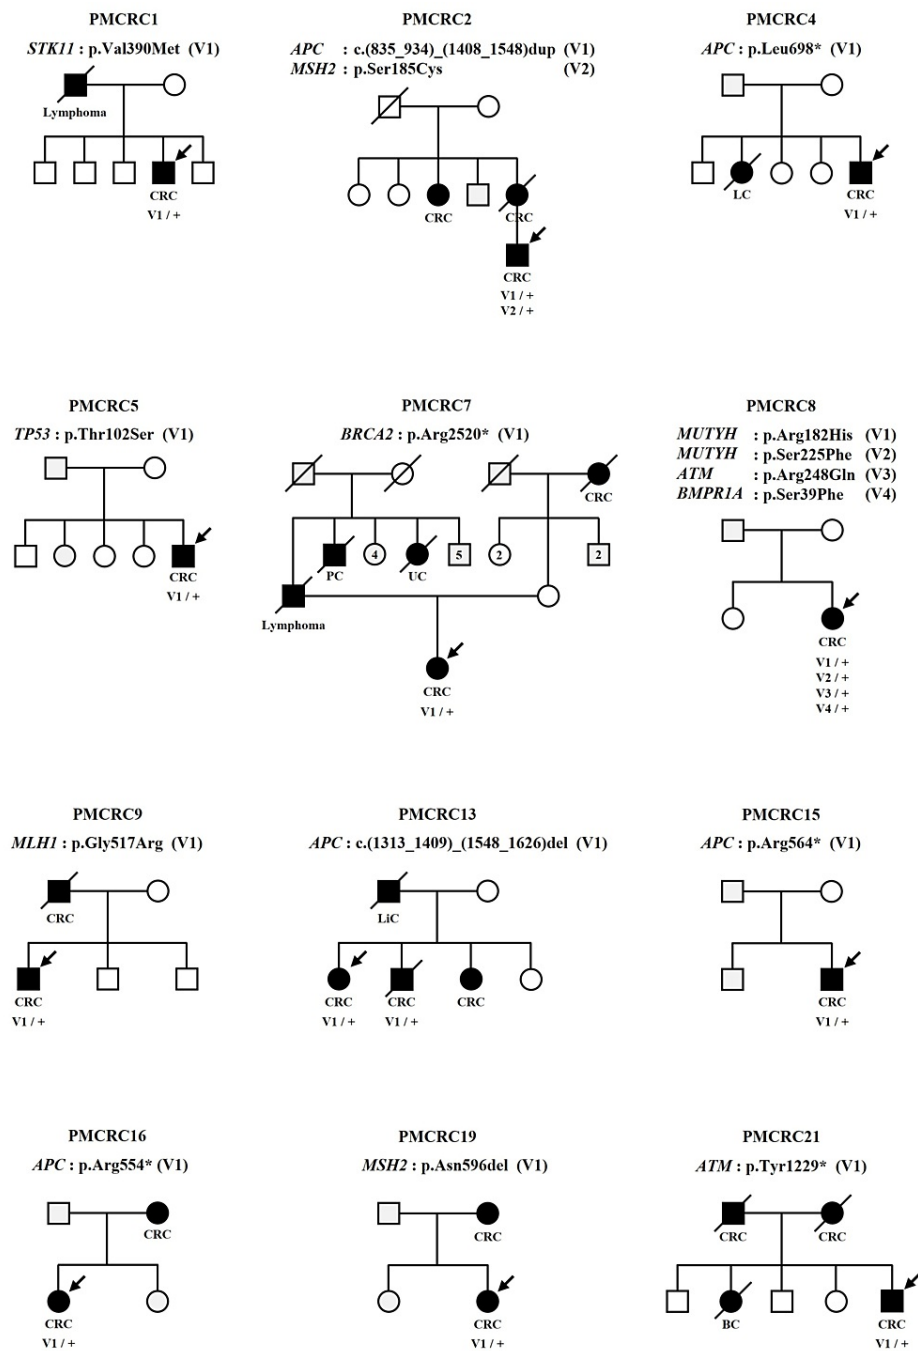 PMCRC1
STK11 : p.Val390Met (V1)
Lymphoma
CRC
V1 / +
PMCRC2
APC : c.(835_934)_(1408_1548)dup (V1)
MSH2 : p.Ser185Cys (V2)
CRC
CRC
CRC
V1 / +
V2 / +
PMCRC4
APC : p.Leu698* (V1)
LC
CRC
V1 / +
PMCRC5
TP53 : p.Thr102Ser (V1)
CRC
V1 / +
PMCRC7
BRCA2 : p.Arg2520* (V1)
CRC
4
5
2
2
PC
UC
Lymphoma
CRC
V1 / +
PMCRC8
MUTYH : p.Arg182His (V1)
MUTYH : p.Ser225Phe (V2)
ATM : p.Arg248Gln (V3)
BMPR1A : p.Ser39Phe (V4)
CRC
V1 / +
V2 / +
V3 / +
V4 / +
PMCRC9
MLH1 : p.Gly517Arg (V1)
CRC
CRC
V1 / +
PMCRC13
APC : c.(1313_1409)_(1548_1626)del (V1)
LiC
CRC
CRC
CRC
V1 / +
V1 / +
PMCRC15
APC : p.Arg564* (V1)
CRC
V1 / +
PMCRC16
APC : p.Arg554* (V1)
CRC
CRC
V1 / +
PMCRC19
MSH2 : p.Asn596del (V1)
CRC
CRC
V1 / +
PMCRC21
ATM : p.Tyr1229* (V1)
CRC
CRC
BC
CRC
V1 / +